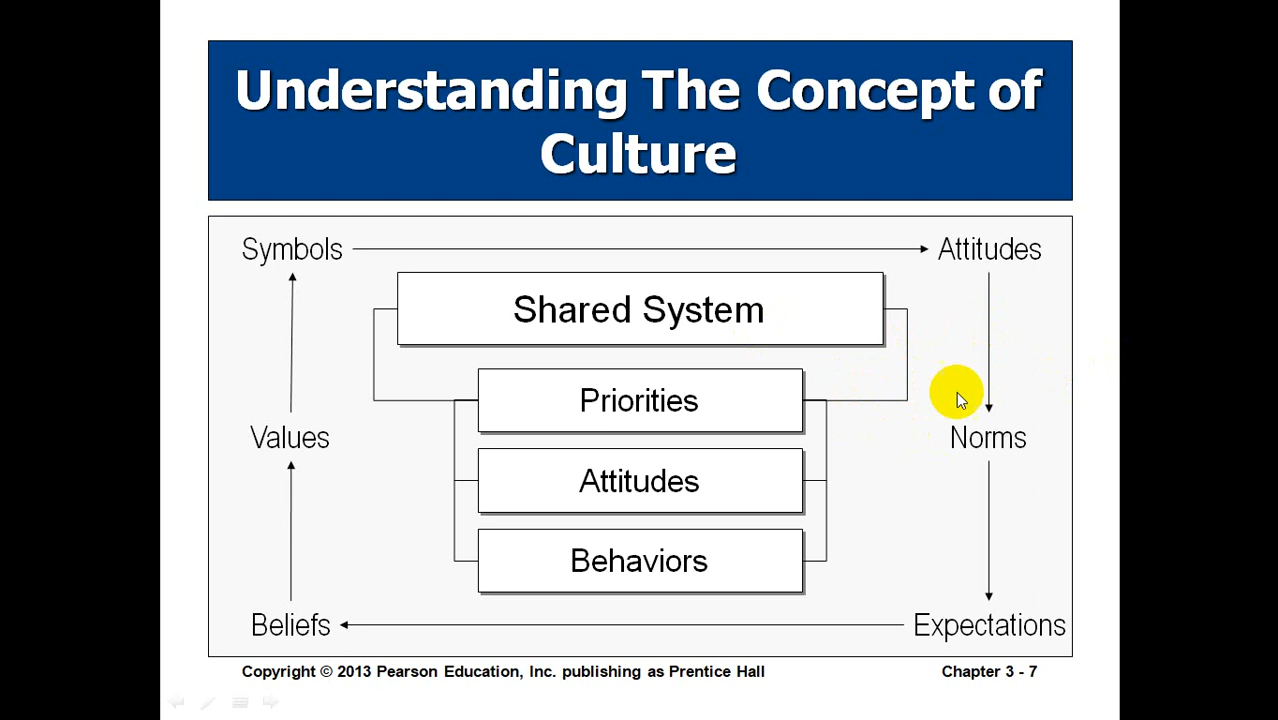 Understanding The Concept of
Culture
Symbols
Attitudes
Shared System
Priorities
Values
Norms
Attitudes
Behaviors
Beliefs
Expectations
Copyright © 2013 Pearson Education, Inc. publishing as Prentice Hall
Chapter 3 - 7